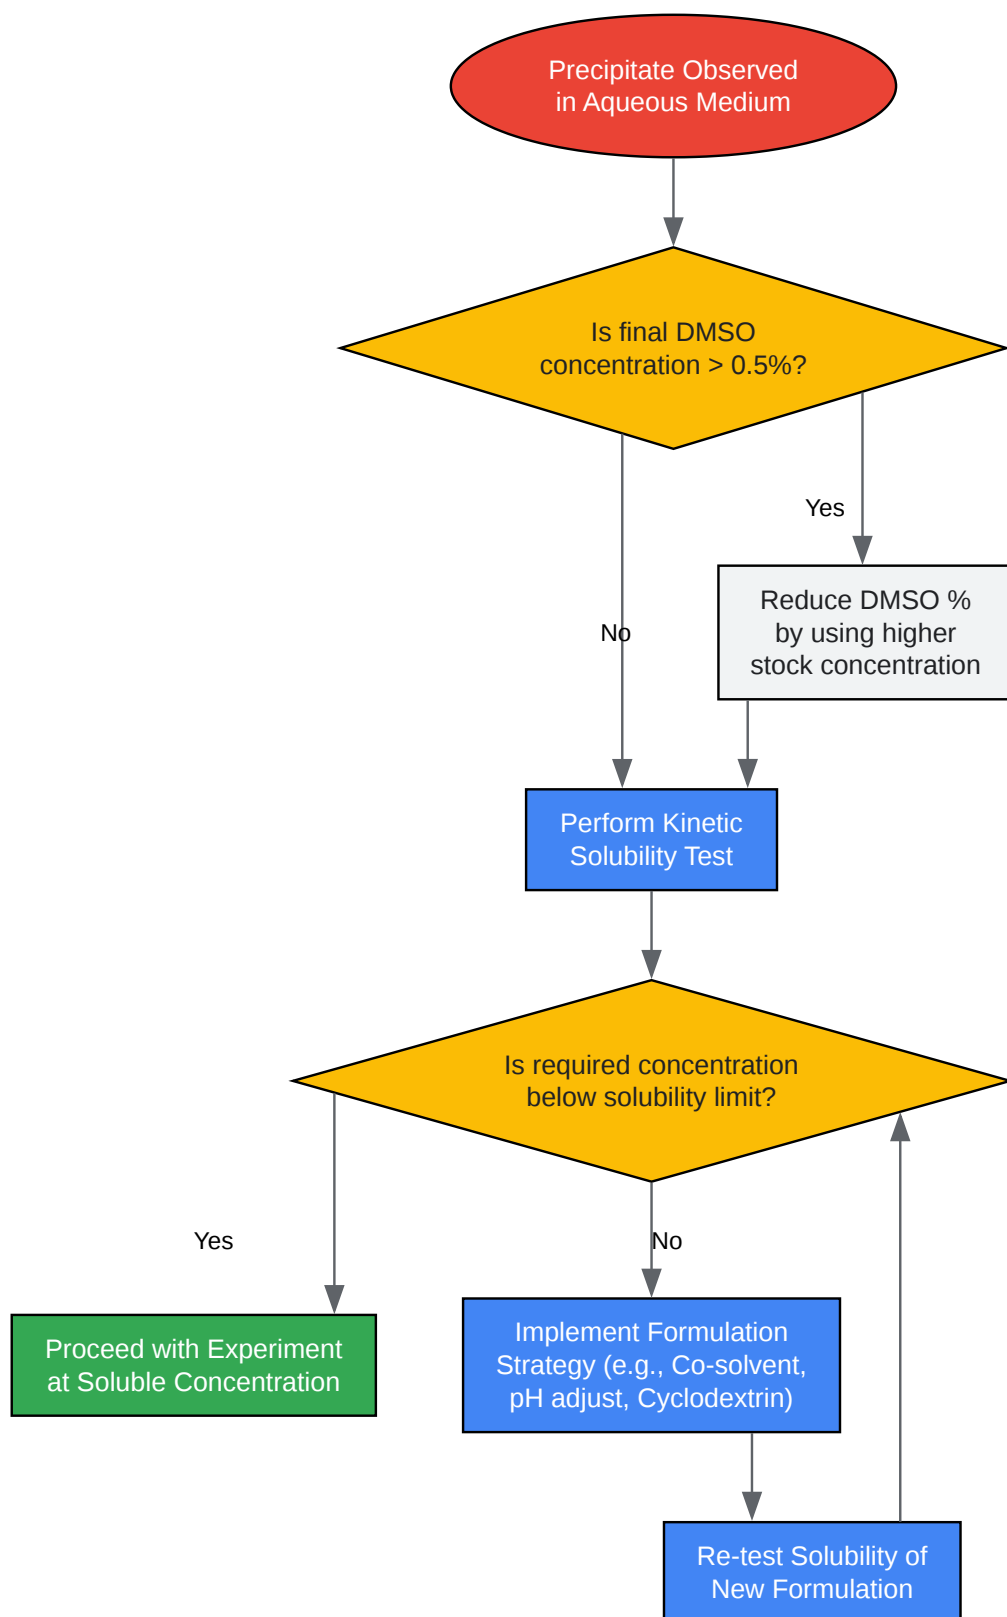 Precipitate Observed
in Aqueous Medium
Is final DMSO
concentration > 0.5%?
Yes
No
Reduce DMSO %
by using higher
stock concentration
Perform Kinetic
Solubility Test
Is required concentration
below solubility limit?
Yes
No
Proceed with Experiment
at Soluble Concentration
Implement Formulation
Strategy (e.g., Co-solvent,
pH adjust, Cyclodextrin)
Re-test Solubility of
New Formulation